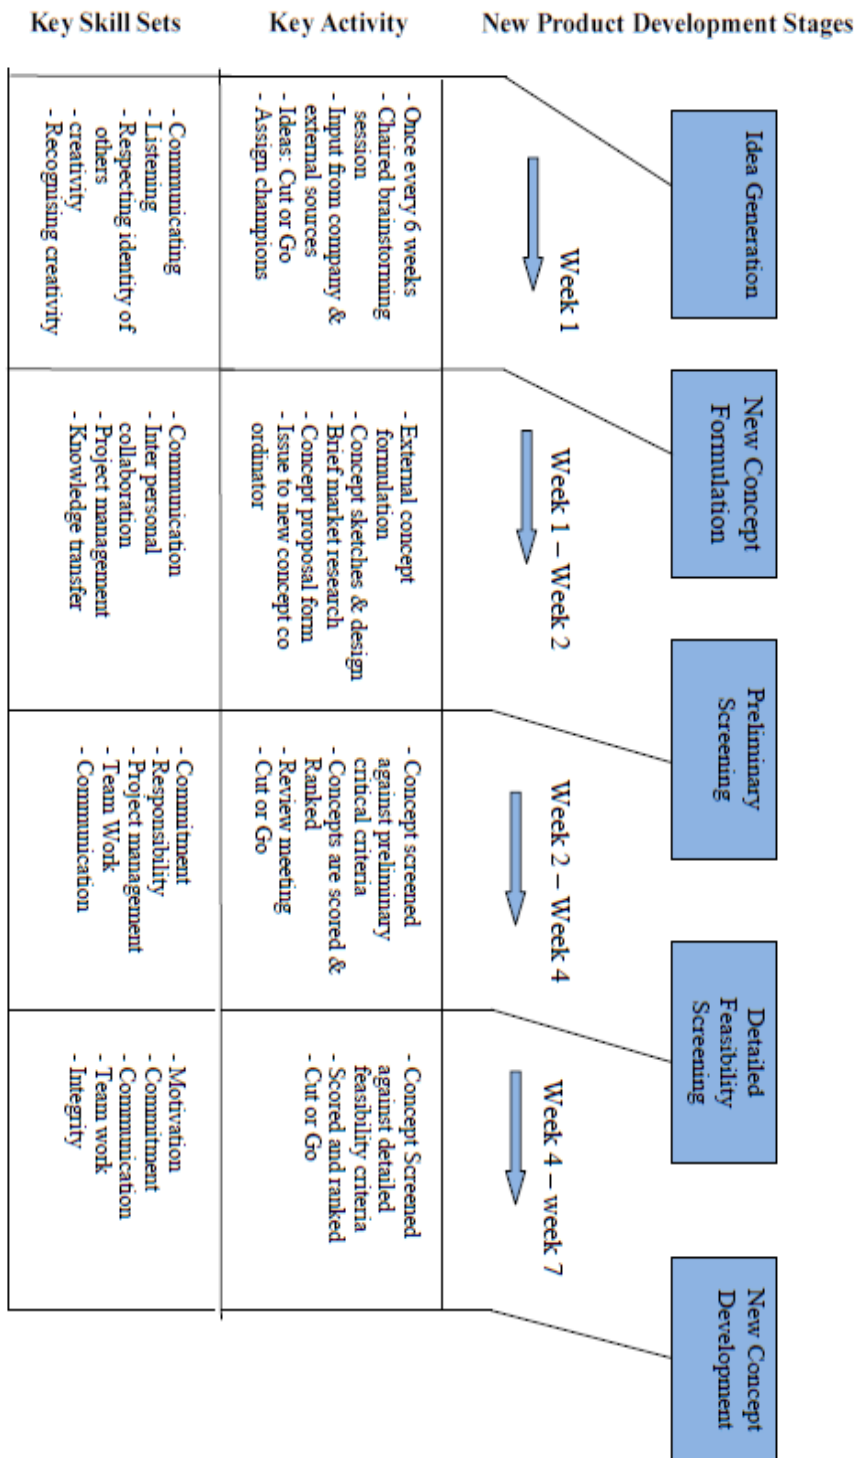 Key Skill Sets
Key Activity
New Product Development Stages
Idea Generation
New Concept
Formulation
Preliminary
Screening
Detailed
Feasibility
Screening
New Concept
Development
Week 1
Week 1 – Week 2
Week 2 – Week 4
Week 4 – week 7
- Once every 6 weeks
- Chaired brainstorming
session
- Input from company &
external sources
- Ideas: Cut or Go
- Assign champions
- External concept
formulation
- Concept sketches & design
- Brief market research
- Concept proposal form
- Issue to new concept co
ordinator
- Concept screened
against preliminary
critical criteria
- Concepts are scored &
Ranked
- Review meeting
- Cut or Go
- Concept Screened
against detailed
feasibility criteria
- Scored and ranked
- Cut or Go
- Communicating
- Listening
- Respecting identity of
others
- creativity
- Recognising creativity
- Communication
- Inter personal
collaboration
- Project management
- Knowledge transfer
- Commitment
- Responsibility
- Project management
- Team Work
- Communication
- Motivation
- Commitment
- Communication
- Team work
- Integrity